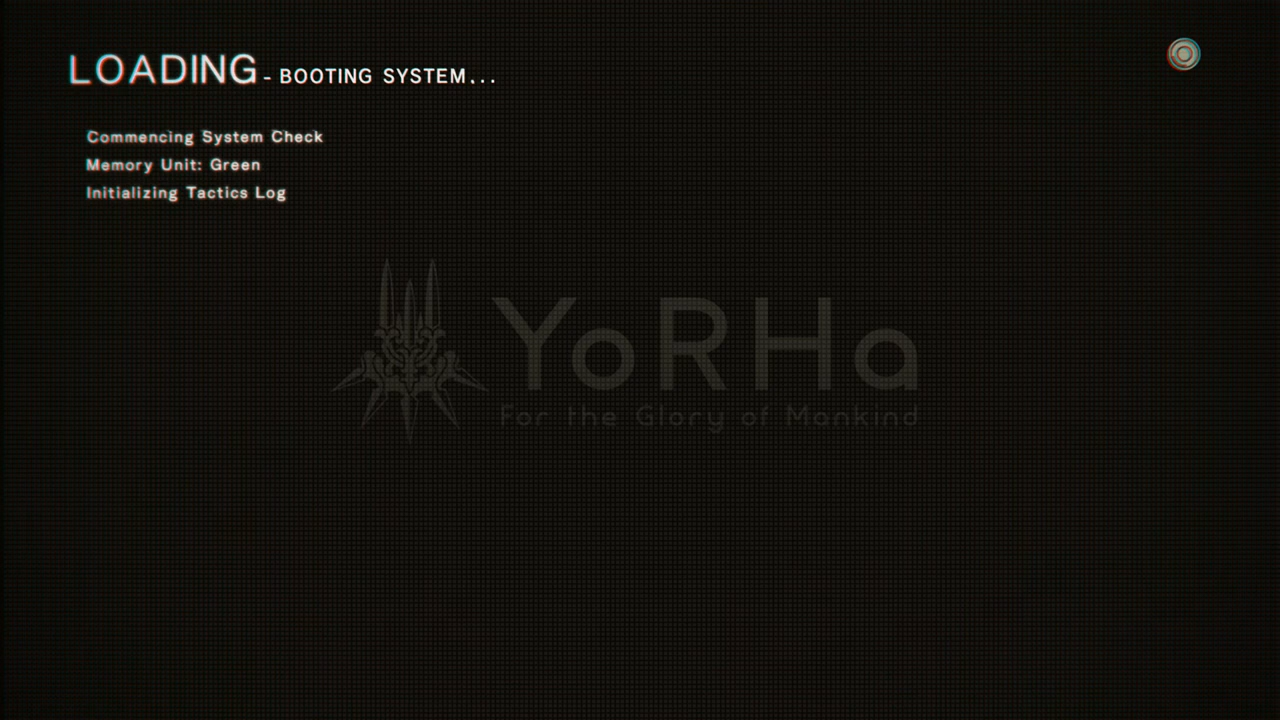 LOADING - BOOTING SYSTEM...
Commencing System Check
Memory Unit: Green
Initializing Tactics Log
YoRHa
For the Glory of Mankind